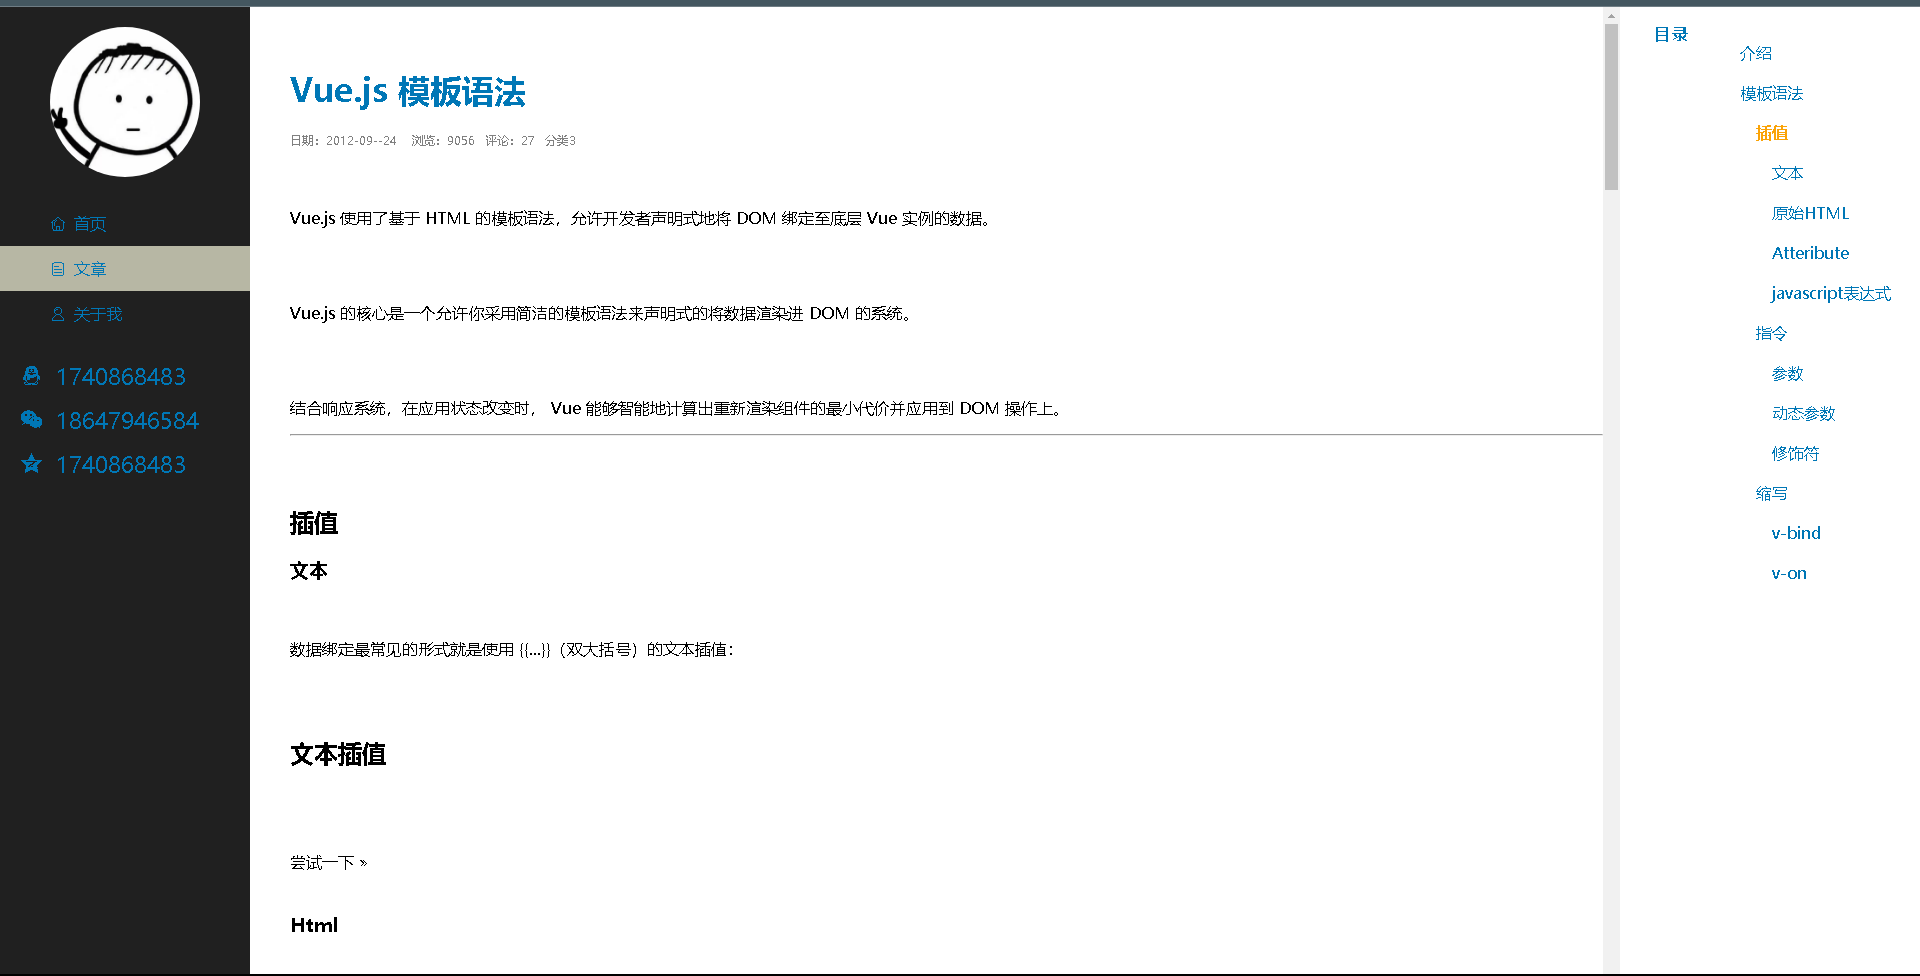 首页
文章
关于我
1740868483
18647946584
1740868483
Vue.js 模板语法
日期：2012-09--24 浏览：9056 评论：27 分类3
Vue.js 使用了基于 HTML 的模板语法，允许开发者声明式地将 DOM 绑定至底层 Vue 实例的数据。
Vue.js 的核心是一个允许你采用简洁的模板语法来声明式的将数据渲染进 DOM 的系统。
结合响应系统，在应用状态改变时， Vue 能够智能地计算出重新渲染组件的最小代价并应用到 DOM 操作上。
插值
文本
数据绑定最常见的形式就是使用 {{...}}（双大括号）的文本插值：
文本插值
尝试一下 »
Html
目录
介绍
模板语法
插值
文本
原始HTML
Atteribute
javascript表达式
指令
参数
动态参数
修饰符
缩写
v-bind
v-on